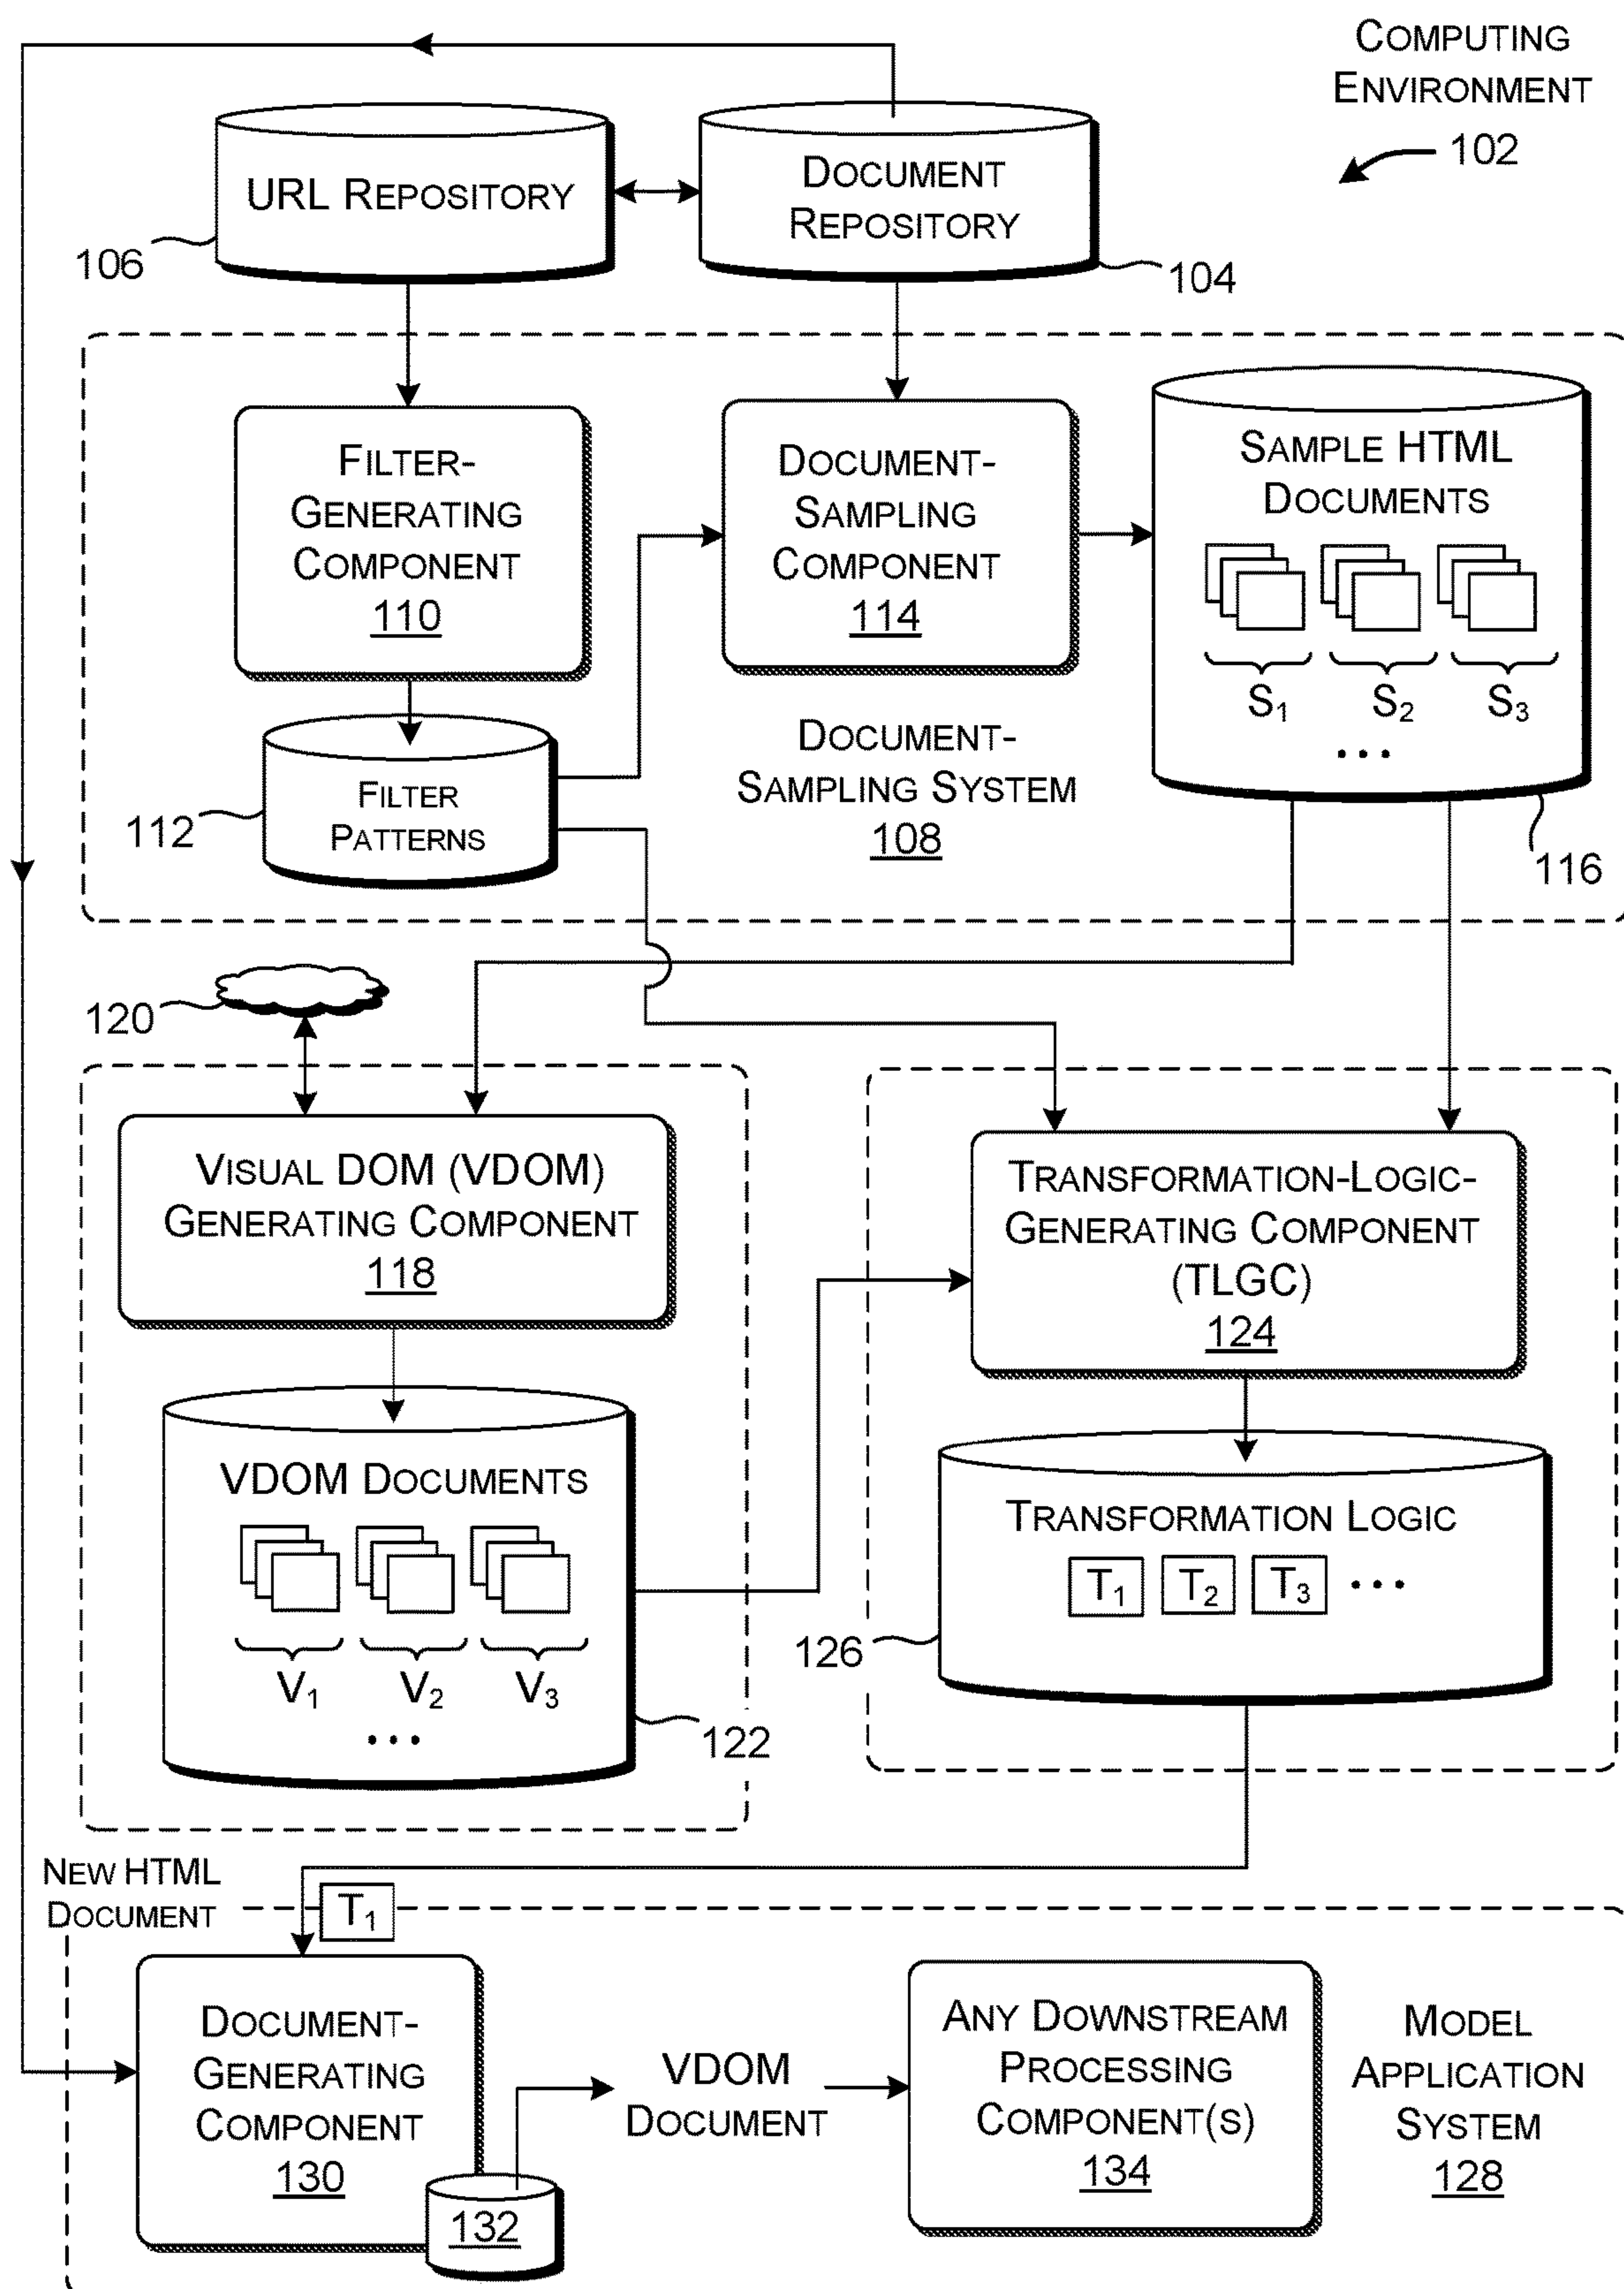 COMPUTING
ENVIRONMENT
102
URL REPOSITORY
106
DOCUMENT
REPOSITORY
104
FILTER-
GENERATING
COMPONENT
110
DOCUMENT-
SAMPLING
COMPONENT
114
SAMPLE HTML
DOCUMENTS
S1 S2 S3
...
116
FILTER
PATTERNS
112
DOCUMENT-
SAMPLING SYSTEM
108
120
VISUAL DOM (VDOM)
GENERATING COMPONENT
118
TRANSFORMATION-LOGIC-
GENERATING COMPONENT
(TLGC)
124
VDOM DOCUMENTS
V1 V2 V3
...
122
TRANSFORMATION LOGIC
T1 T2 T3 ...
126
NEW HTML
DOCUMENT
T1
DOCUMENT-
GENERATING
COMPONENT
130
132
VDOM
DOCUMENT
ANY DOWNSTREAM
PROCESSING
COMPONENT(S)
134
MODEL
APPLICATION
SYSTEM
128